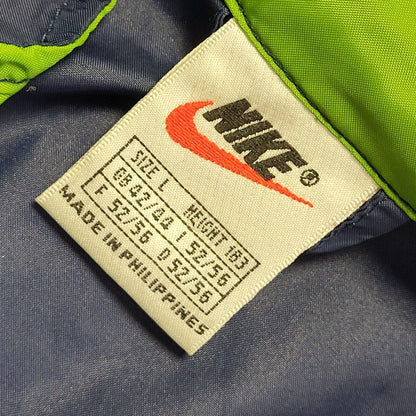 NIKE®
SIZE L HEIGHT 183
GB 42/44 I 52/56
F 52/56 D 52/56
MADE IN PHILIPPINES